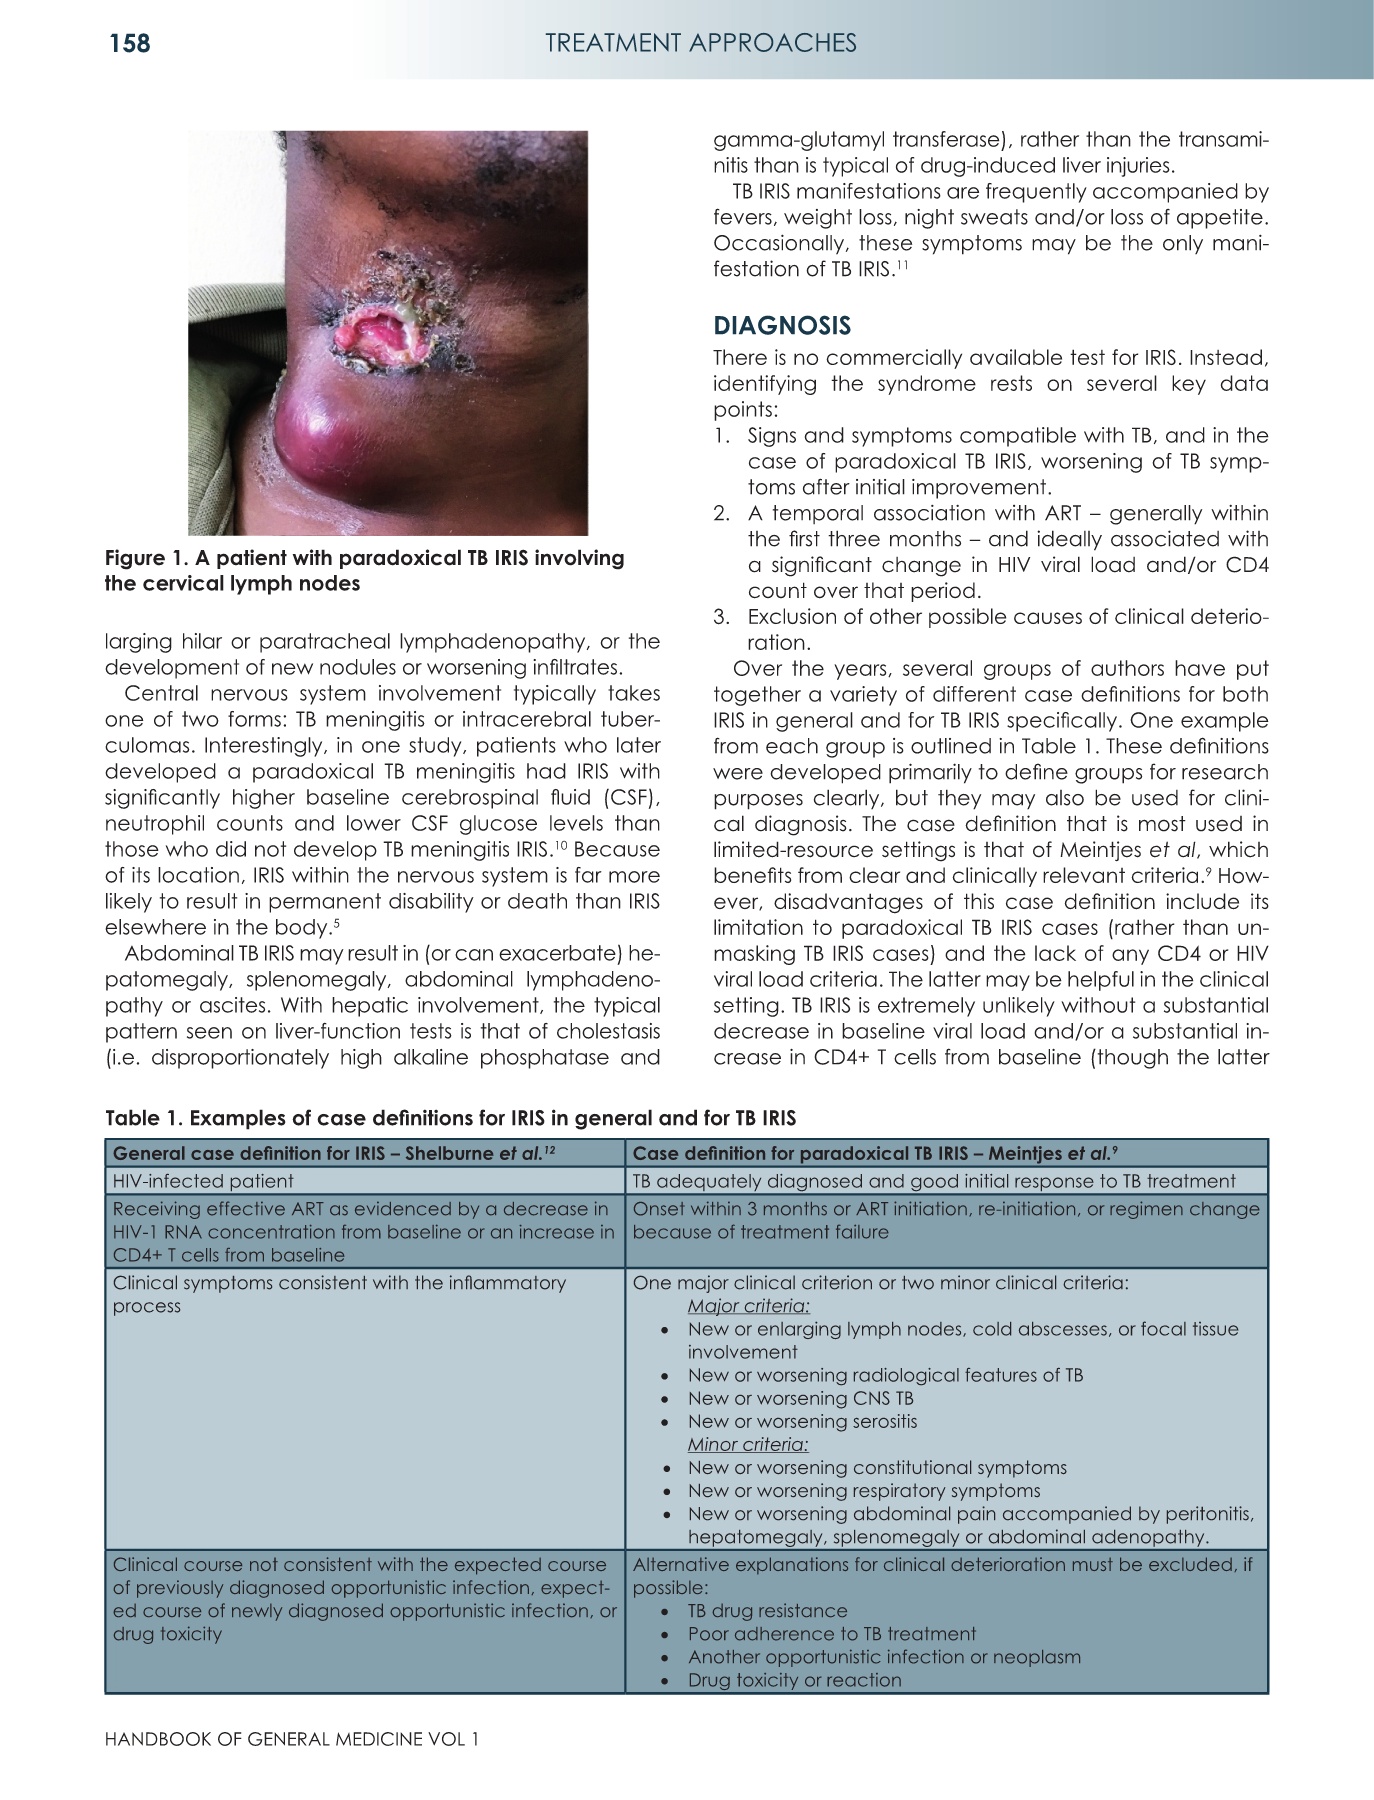 158
TREATMENT APPROACHES
Figure 1. A patient with paradoxical TB IRIS involving
the cervical lymph nodes
larging hilar or paratracheal lymphadenopathy, or the
development of new nodules or worsening infiltrates.
Central nervous system involvement typically takes
one of two forms: TB meningitis or intracerebral tuber-
culomas. Interestingly, in one study, patients who later
developed a paradoxical TB meningitis had IRIS with
significantly higher baseline cerebrospinal fluid (CSF),
neutrophil counts and lower CSF glucose levels than
those who did not develop TB meningitis IRIS.¹⁰ Because
of its location, IRIS within the nervous system is far more
likely to result in permanent disability or death than IRIS
elsewhere in the body.⁵
Abdominal TB IRIS may result in (or can exacerbate) he-
patomegaly, splenomegaly, abdominal lymphadeno-
pathy or ascites. With hepatic involvement, the typical
pattern seen on liver-function tests is that of cholestasis
(i.e. disproportionately high alkaline phosphatase and
gamma-glutamyl transferase), rather than the transami-
nitis than is typical of drug-induced liver injuries.
TB IRIS manifestations are frequently accompanied by
fevers, weight loss, night sweats and/or loss of appetite.
Occasionally, these symptoms may be the only mani-
festation of TB IRIS.¹¹
DIAGNOSIS
There is no commercially available test for IRIS. Instead,
identifying the syndrome rests on several key data
points:
1. Signs and symptoms compatible with TB, and in the
case of paradoxical TB IRIS, worsening of TB symp-
toms after initial improvement.
2. A temporal association with ART – generally within
the first three months – and ideally associated with
a significant change in HIV viral load and/or CD4
count over that period.
3. Exclusion of other possible causes of clinical deterio-
ration.
Over the years, several groups of authors have put
together a variety of different case definitions for both
IRIS in general and for TB IRIS specifically. One example
from each group is outlined in Table 1. These definitions
were developed primarily to define groups for research
purposes clearly, but they may also be used for clini-
cal diagnosis. The case definition that is most used in
limited-resource settings is that of Meintjes et al, which
benefits from clear and clinically relevant criteria.⁹ How-
ever, disadvantages of this case definition include its
limitation to paradoxical TB IRIS cases (rather than un-
masking TB IRIS cases) and the lack of any CD4 or HIV
viral load criteria. The latter may be helpful in the clinical
setting. TB IRIS is extremely unlikely without a substantial
decrease in baseline viral load and/or a substantial in-
crease in CD4+ T cells from baseline (though the latter
Table 1. Examples of case definitions for IRIS in general and for TB IRIS
General case definition for IRIS – Shelburne et al.¹²
Case definition for paradoxical TB IRIS – Meintjes et al.⁹
HIV-infected patient
TB adequately diagnosed and good initial response to TB treatment
Receiving effective ART as evidenced by a decrease in
HIV-1 RNA concentration from baseline or an increase in
CD4+ T cells from baseline
Onset within 3 months or ART initiation, re-initiation, or regimen change
because of treatment failure
Clinical symptoms consistent with the inflammatory
process
One major clinical criterion or two minor clinical criteria:
Major criteria:
• New or enlarging lymph nodes, cold abscesses, or focal tissue
involvement
• New or worsening radiological features of TB
• New or worsening CNS TB
• New or worsening serositis
Minor criteria:
• New or worsening constitutional symptoms
• New or worsening respiratory symptoms
• New or worsening abdominal pain accompanied by peritonitis,
hepatomegaly, splenomegaly or abdominal adenopathy.
Clinical course not consistent with the expected course
of previously diagnosed opportunistic infection, expect-
ed course of newly diagnosed opportunistic infection, or
drug toxicity
Alternative explanations for clinical deterioration must be excluded, if
possible:
• TB drug resistance
• Poor adherence to TB treatment
• Another opportunistic infection or neoplasm
• Drug toxicity or reaction
HANDBOOK OF GENERAL MEDICINE VOL 1